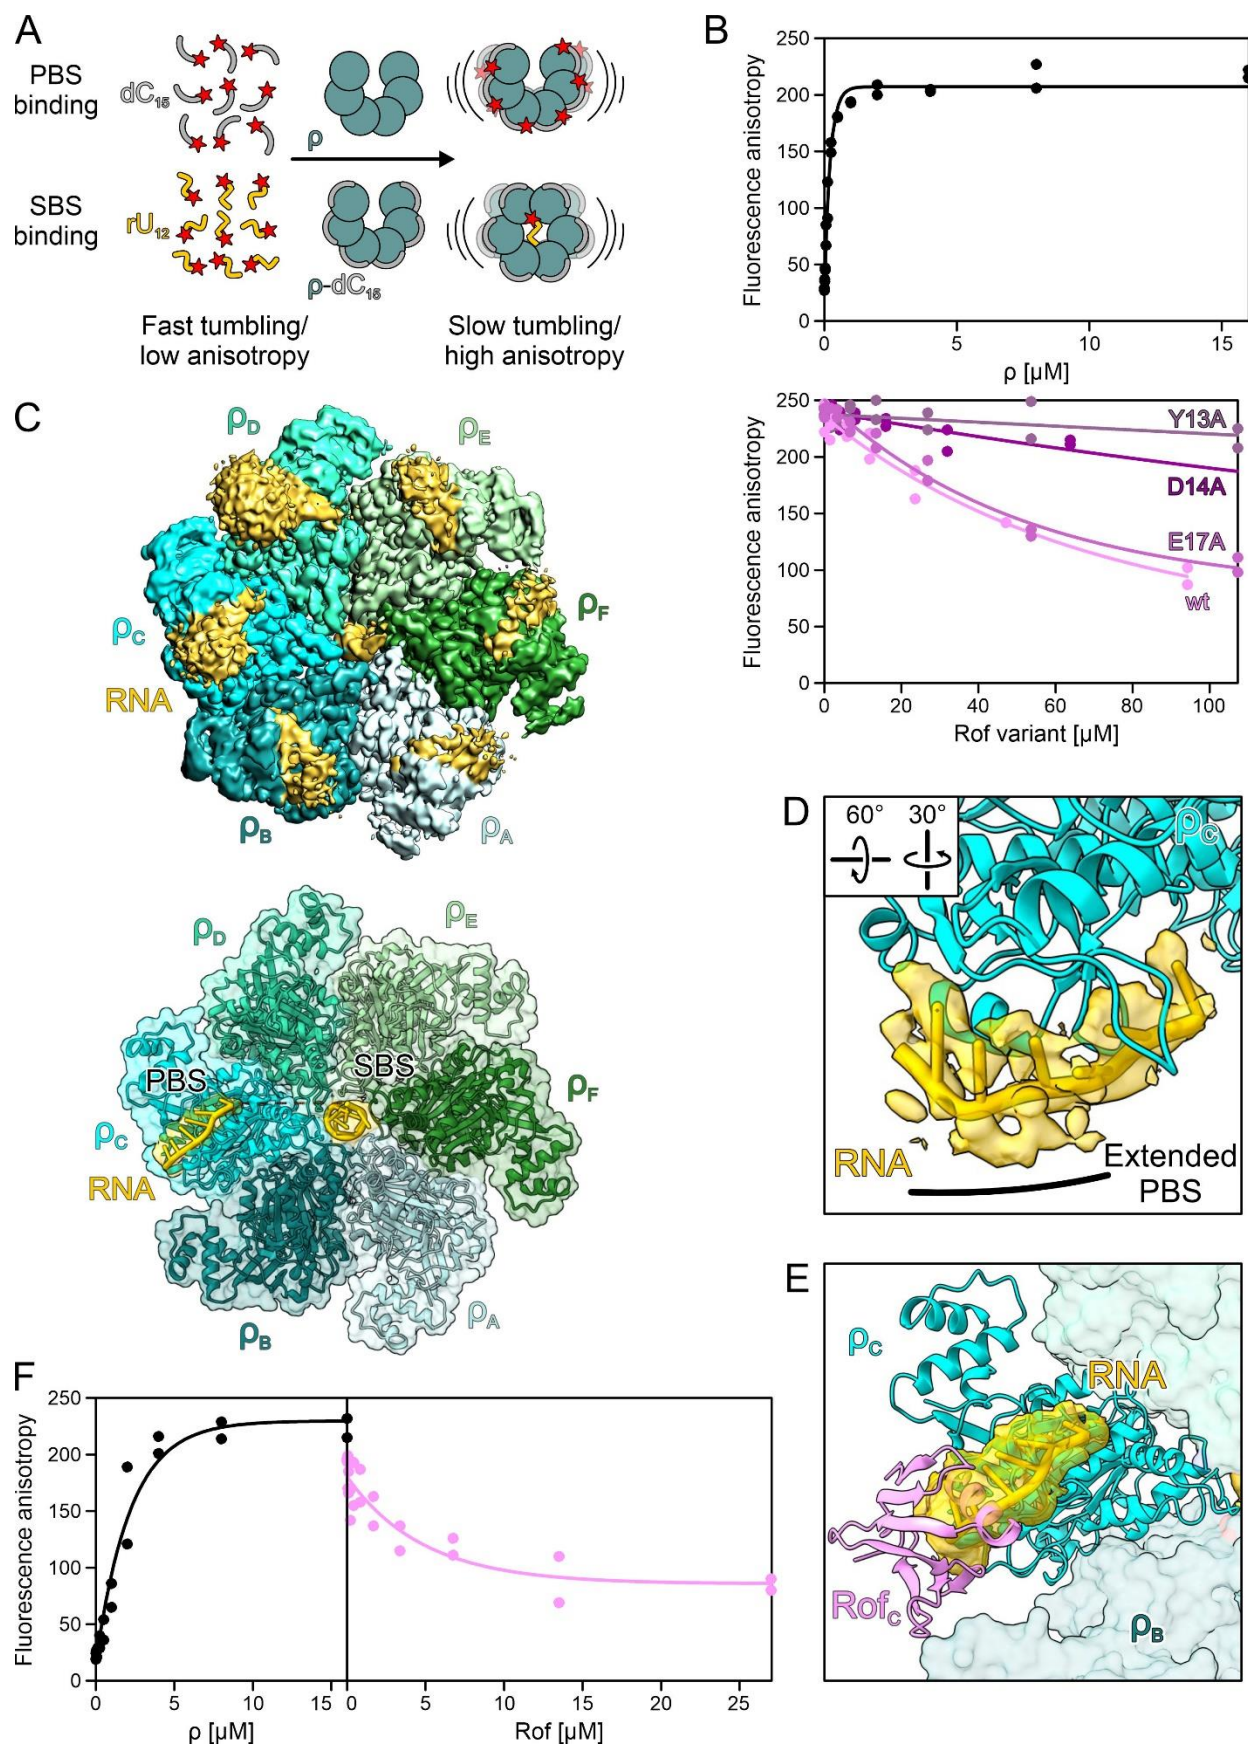 A
PBS binding
dC₁₅
ρ
SBS binding
rU₁₂
ρ-dC₁₅
Fast tumbling/
low anisotropy
Slow tumbling/
high anisotropy
B
Fluorescence anisotropy
250
200
150
100
50
0
0 5 10 15
ρ [µM]
Fluorescence anisotropy
250
200
150
100
50
0
Y13A
D14A
E17A
wt
0 20 40 60 80 100
Rof variant [µM]
C
ρD
ρE
ρC
ρF
RNA
ρB
ρA
ρD
ρE
PBS
SBS
ρC
ρF
RNA
ρB
ρA
D
60° 30°
ρC
RNA
Extended
PBS
E
ρC
RNA
RofC
ρB
F
Fluorescence anisotropy
250
200
150
100
50
0
0 5 10 15
ρ [µM]
0 5 10 15 20 25
Rof [µM]